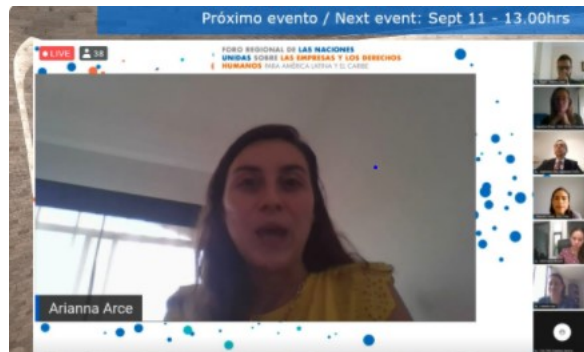 Próximo evento / Next event: Sept 11 - 13.00hrs
LIVE
38
FORO REGIONAL DE LAS NACIONES
UNIDAS SOBRE LAS EMPRESAS Y LOS DERECHOS
HUMANOS PARA AMÉRICA LATINA Y EL CARIBE
Arianna Arce